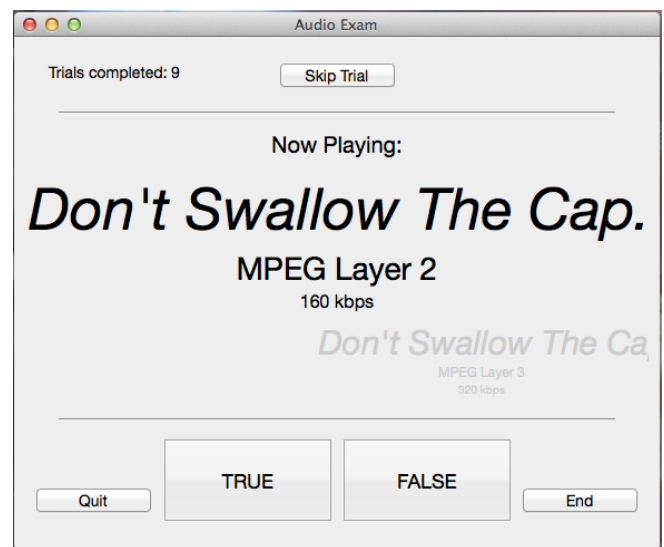 Audio Exam
Trials completed: 9
Skip Trial
Now Playing:
Don't Swallow The Cap.
MPEG Layer 2
160 kbps
Don't Swallow The Ca
MPEG Layer 3
320 kbps
TRUE
FALSE
Quit
End